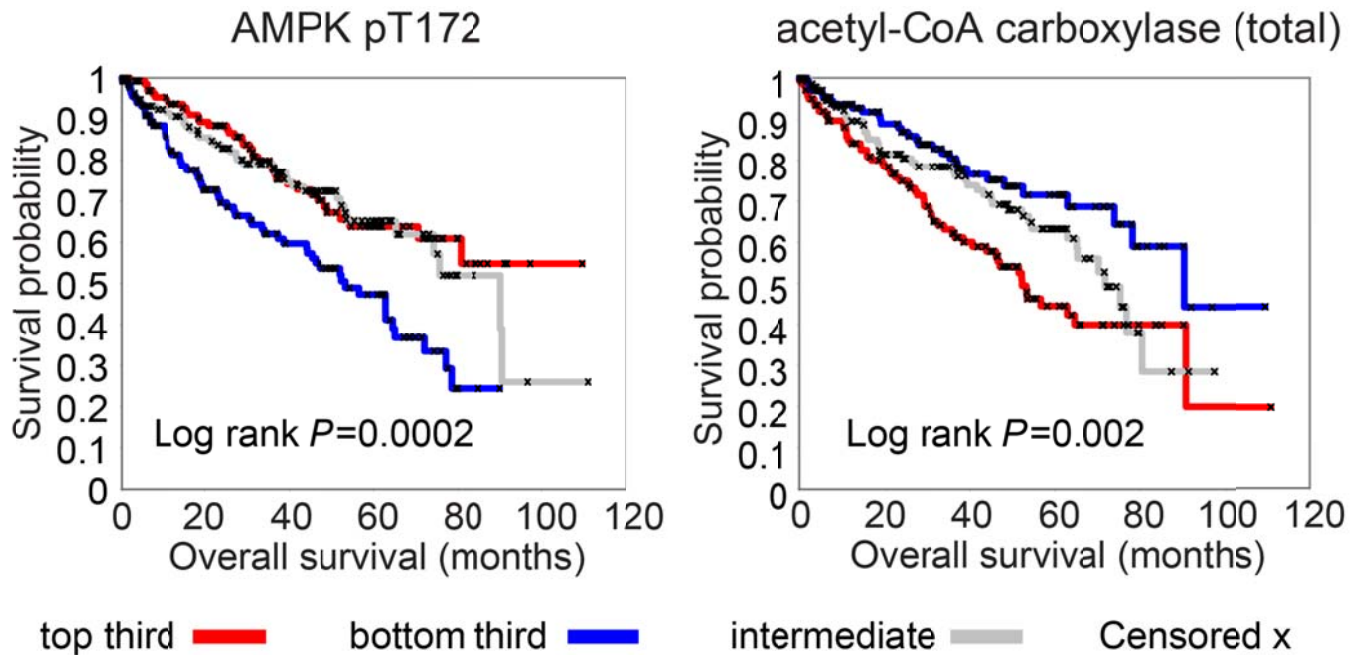 AMPK pT172
Survival probability
1
0.9
0.8
0.7
0.6
0.5
0.4
0.3
0.2
0.1
0
Log rank P=0.0002
0 20 40 60 80 100 120
Overall survival (months)
acetyl-CoA carboxylase (total)
Survival probability
1
0.9
0.8
0.7
0.6
0.5
0.4
0.3
0.2
0.1
0
Log rank P=0.002
0 20 40 60 80 100 120
Overall survival (months)
top third bottom third intermediate Censored x